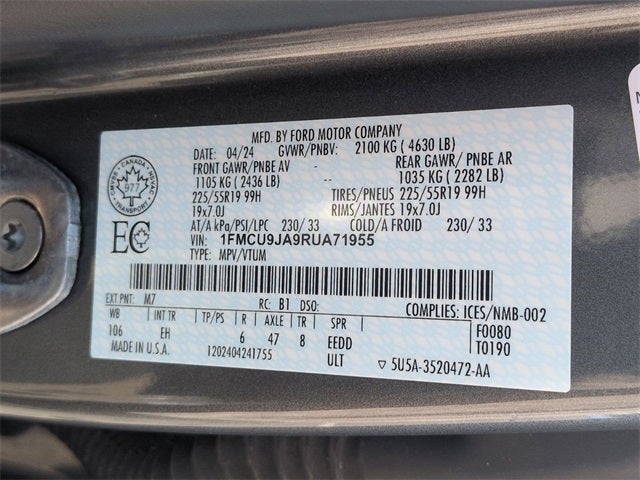 MFD. BY FORD MOTOR COMPANY
DATE: 04/24 GVWR/PNBV: 2100 KG ( 4630 LB)
FRONT GAWR/PNBE AV - REAR GAWR/ PNBE AR
1105 KG ( 2436 LB) -- 1035 KG ( 2282 LB)
225/55R19 99H TIRES/PNEUS 225/55R19 99H
19x7.0J RIMS/JANTES 19x7.0J
AT/A kPa/PSI/LPC 230/ 33 COLD/A FROID 230/ 33
VIN: 1FMCU9JA9RUA71955
TYPE: MPV/VTUM
CANADA
977
TRANSPORT
EC
EXT PNT: M7 RC: B1 DSO:
COMPLIES: ICES/NMB-002
WB INT TR TP/PS R AXLE TR SPR F0080
106 EH 6 47 8 EEDD T0190
MADE IN U.S.A. 1202404241755 ULT ▽ 5U5A-3520472-AA